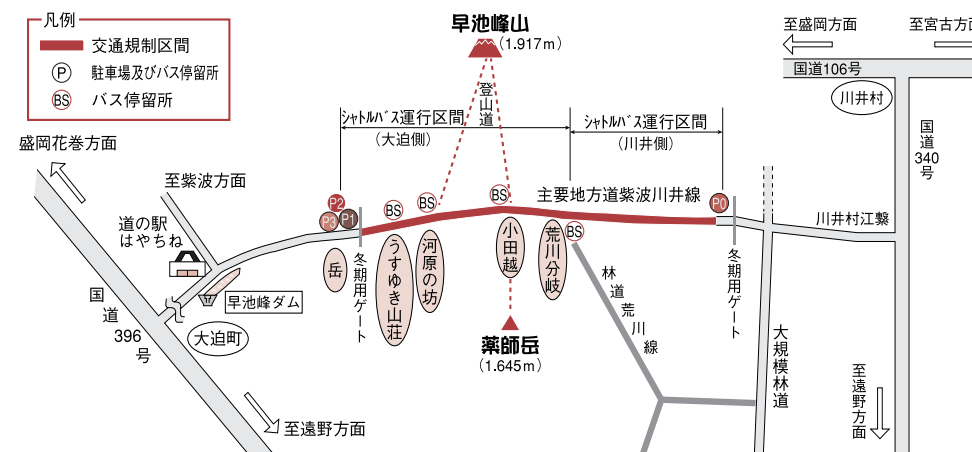 凡例
交通規制区間
P 駐車場及びバス停留所
BS バス停留所
早池峰山
(1.917m)
至盛岡方面
至宮古方面
国道106号
川井村
国道340号
登山道
シャトルバス運行区間
(大迫側)
シャトルバス運行区間
(川井側)
盛岡花巻方面
至紫波方面
道の駅
はやちね
P2
P3
P1
BS
BS
BS
主要地方道紫波川井線
P0
川井村江繋
BS
岳
冬期用ゲート
うすゆき山荘
河原の坊
小田越
荒川分岐
林道荒川線
冬期用ゲート
大規模林道
早池峰ダム
大迫町
国道396号
薬師岳
(1.645m)
至遠野方面
至遠野方面